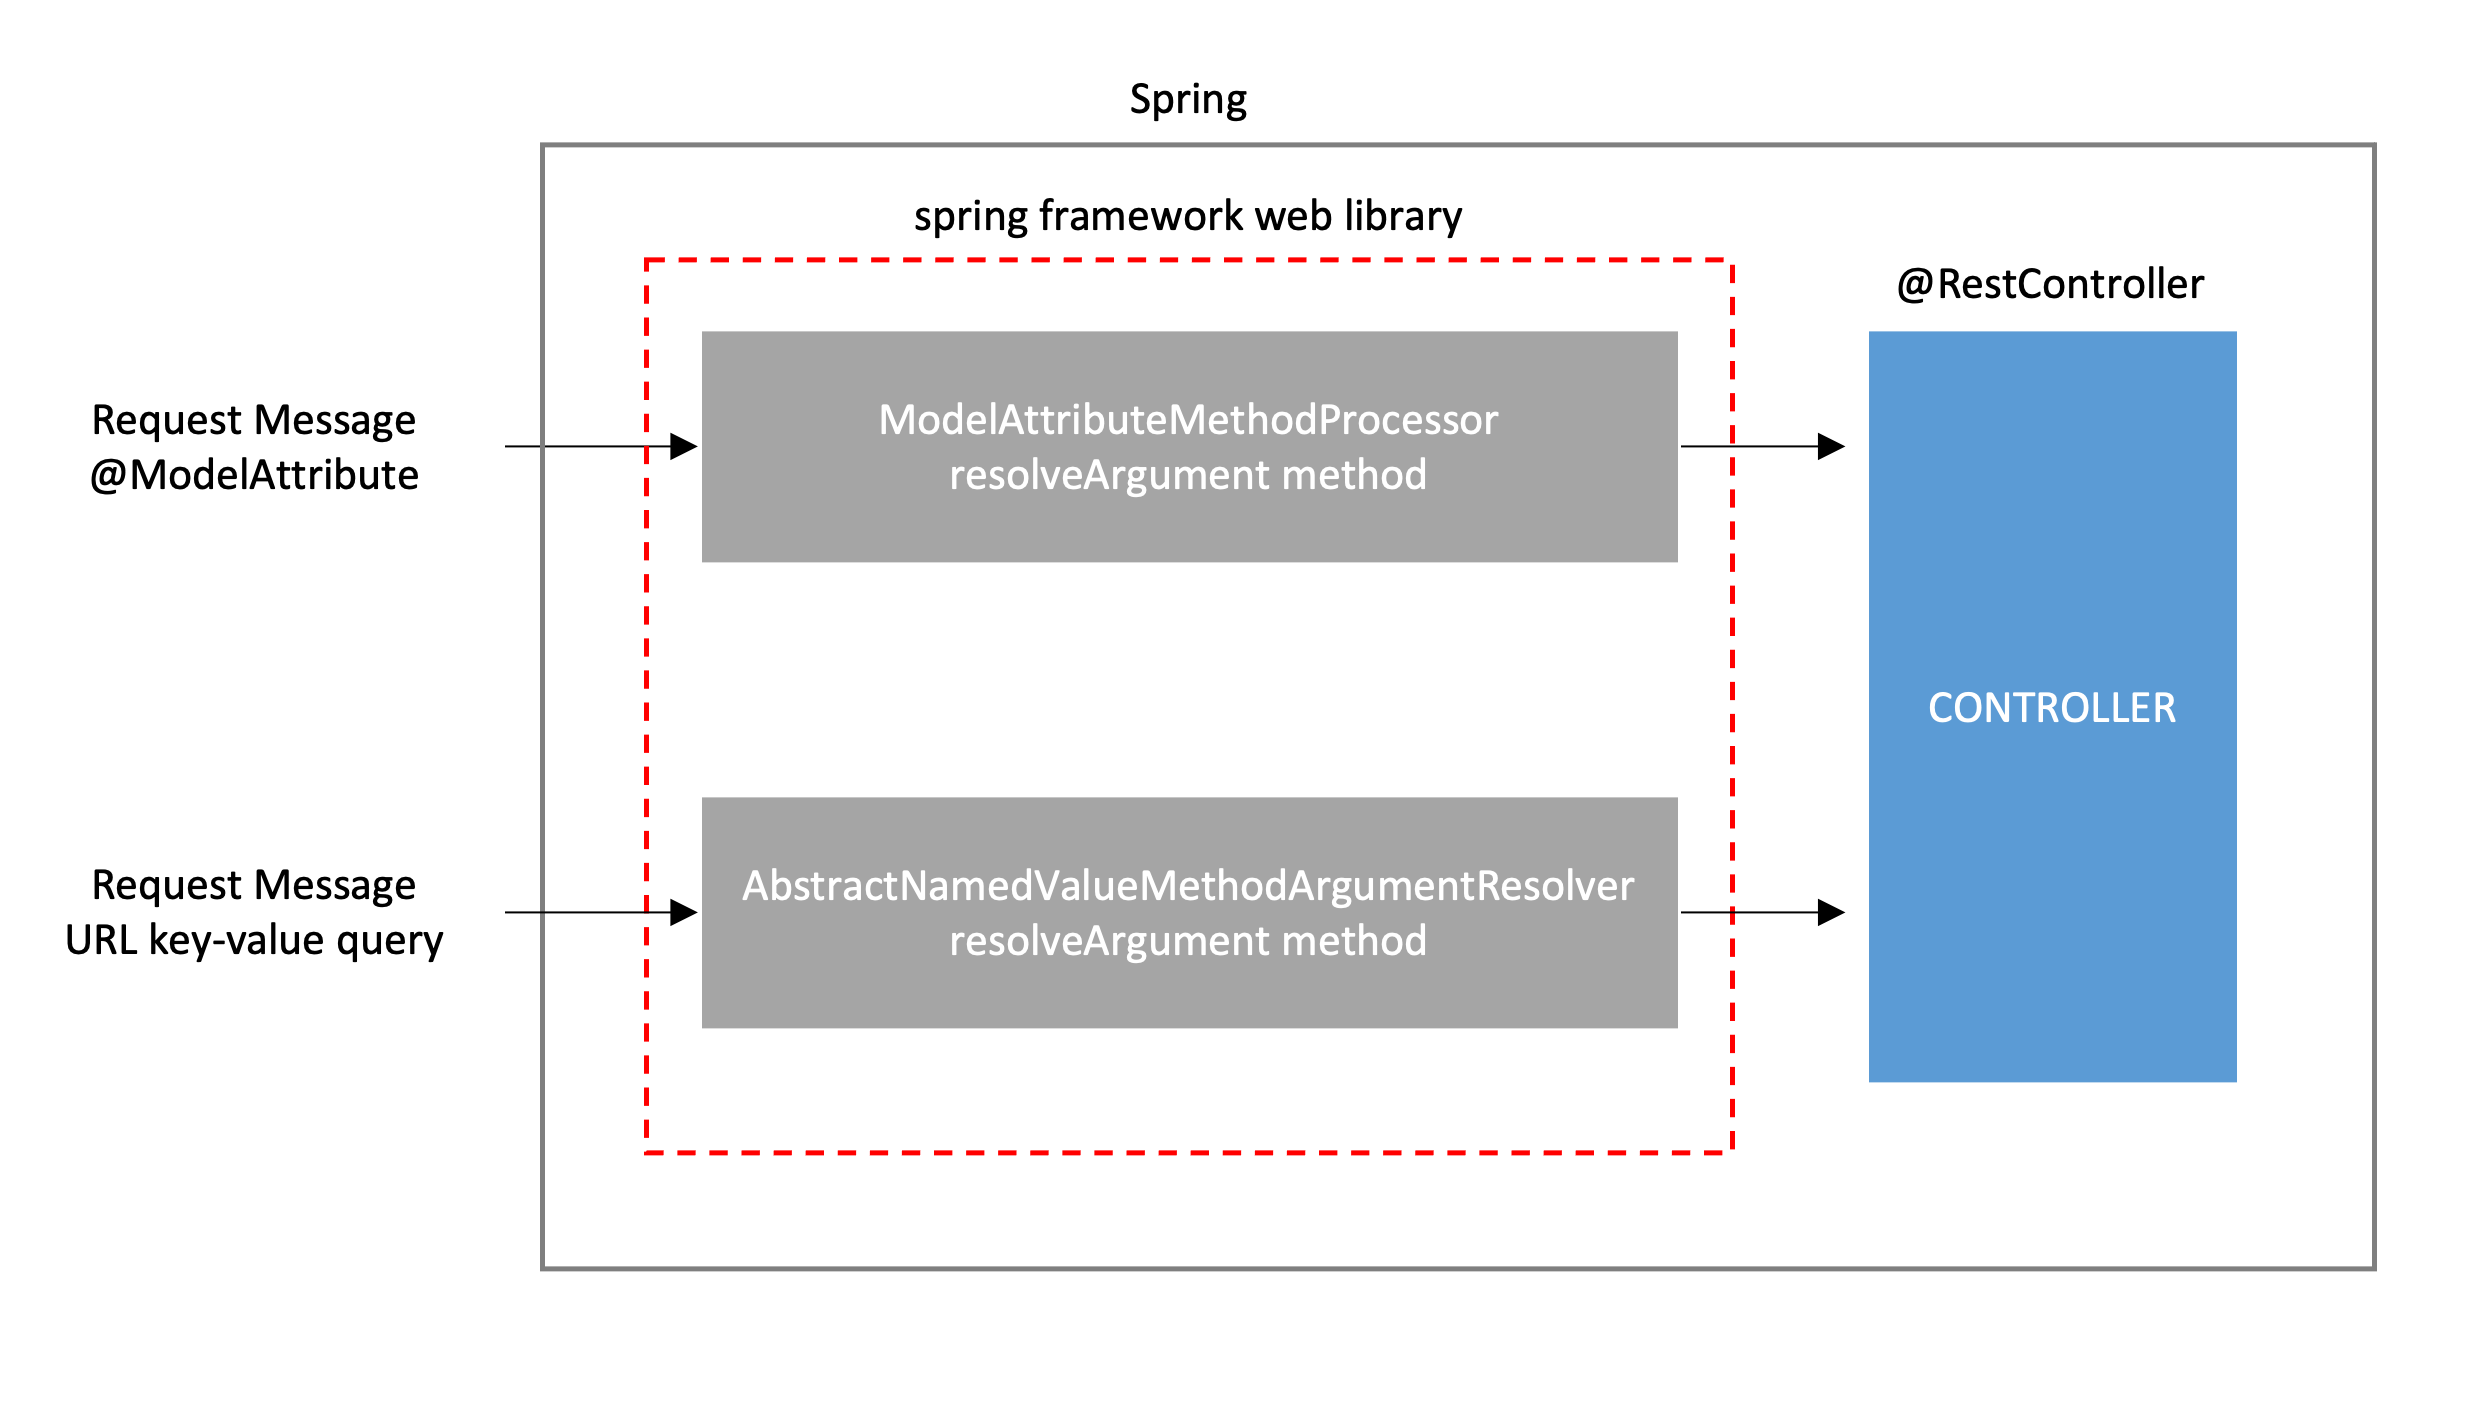 Spring
spring framework web library
@RestController
Request Message
@ModelAttribute
ModelAttributeMethodProcessor
resolveArgument method
CONTROLLER
Request Message
URL key-value query
AbstractNamedValueMethodArgumentResolver
resolveArgument method